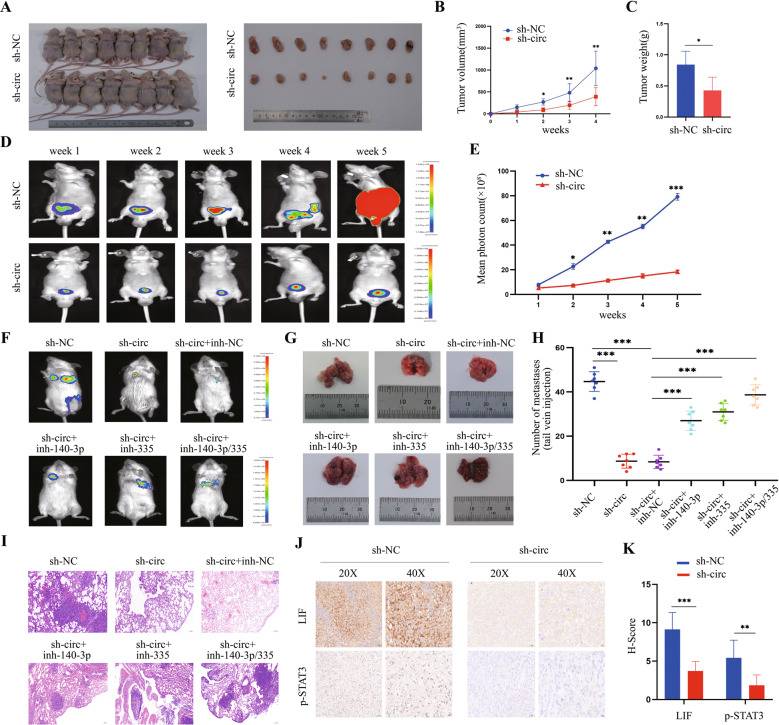 A
sh-NC
sh-circ
sh-NC
sh-circ
B
Tumor volume(mm³)
2000
1500
1000
500
0
sh-NC
sh-circ
*
**
**
0 1 2 3 4
weeks
C
Tumor weight(g)
1.5
1.0
0.5
0.0
*
sh-NC sh-circ
D
week 1 week 2 week 3 week 4 week 5
sh-NC
sh-circ
E
Mean photon count(×10⁸)
100
80
60
40
20
0
sh-NC
sh-circ
*
**
**
***
1 2 3 4 5
weeks
F
sh-NC sh-circ sh-circ+inh-NC
sh-circ+ sh-circ+ sh-circ+
inh-140-3p inh-335 inh-140-3p/335
G
sh-NC sh-circ sh-circ+inh-NC
sh-circ+ sh-circ+ sh-circ+
inh-140-3p inh-335 inh-140-3p/335
H
Number of metastases
(tail vein injection)
60
40
20
0
***
***
***
***
***
sh-NC
sh-circ
sh-circ+
inh-NC
sh-circ+
inh-140-3p
sh-circ+
inh-335
sh-circ+
inh-140-3p/335
I
sh-NC sh-circ sh-circ+inh-NC
sh-circ+ sh-circ+ sh-circ+
inh-140-3p inh-335 inh-140-3p/335
J
sh-NC sh-circ
20X 40X 20X 40X
LIF
p-STAT3
K
sh-NC
sh-circ
H-Score
15
10
5
0
***
**
LIF p-STAT3